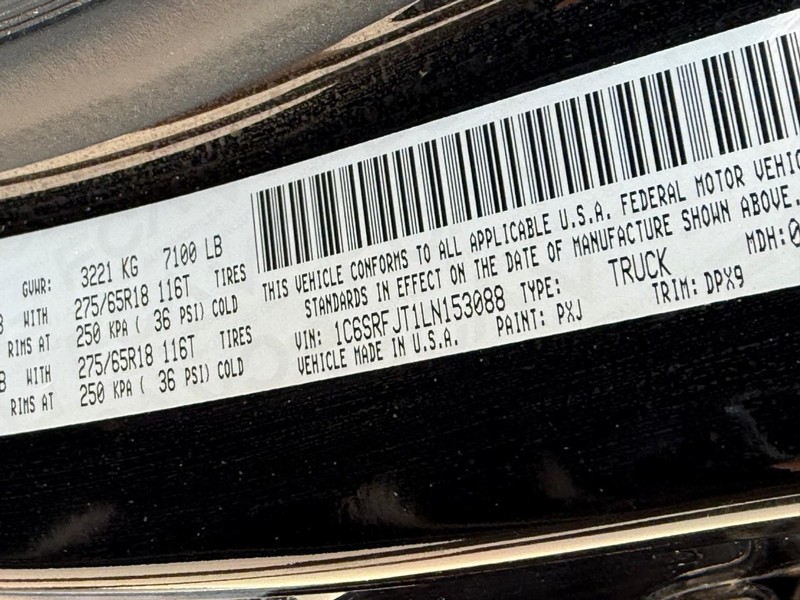 GVWR: 3221 KG 7100 LB
WITH 275/65R18 116T TIRES
RIMS AT 250 KPA ( 36 PSI) COLD
B WITH 275/65R18 116T TIRES
RIMS AT 250 KPA ( 36 PSI) COLD
THIS VEHICLE CONFORMS TO ALL APPLICABLE U.S.A. FEDERAL MOTOR
STANDARDS IN EFFECT ON THE DATE OF MANUFACTURE SHOWN ABOVE.
VIN: 1C6SRFJT1LN153088 TYPE: TRUCK MDH:0
VEHICLE MADE IN U.S.A. PAINT: PXJ TRIM: DPX9